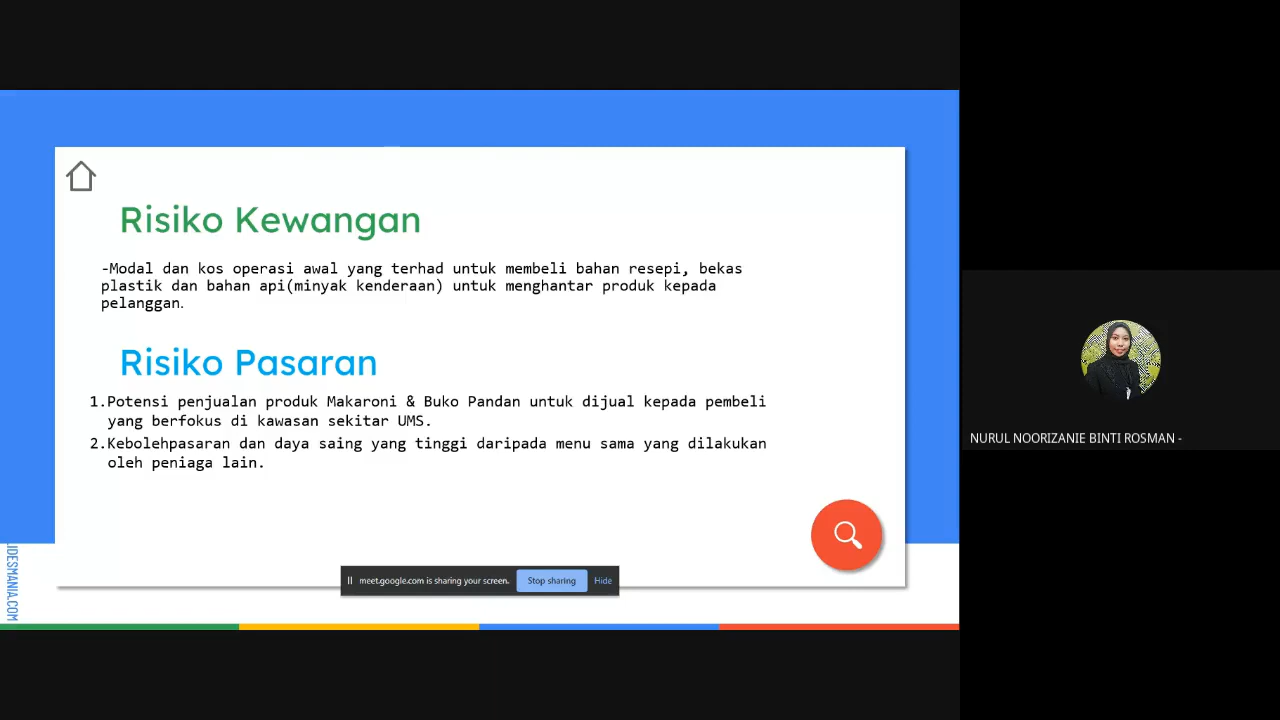 Risiko Kewangan
-Modal dan kos operasi awal yang terhad untuk membeli bahan resepi, bekas
plastik dan bahan api(minyak kenderaan) untuk menghantar produk kepada
pelanggan.
Risiko Pasaran
1.Potensi penjualan produk Makaroni & Buko Pandan untuk dijual kepada pembeli
yang berfokus di kawasan sekitar UMS.
2.Kebolehpasaran dan daya saing yang tinggi daripada menu sama yang dilakukan
oleh peniaga lain.
meet.google.com is sharing your screen. Stop sharing Hide
IDESMANIA.COM
NURUL NOORIZANIE BINTI ROSMAN -